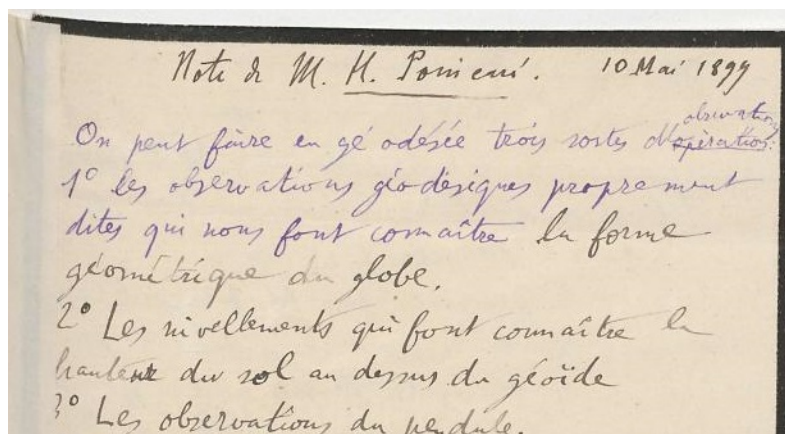 Note de M. H. Poincaré. 10 Mai 1899
observations
On peut faire en géodésée trois sortes d'opération:
1° les observations géodésiques proprement
dites qui nous font connaître la forme
géométrique du globe.
2° Les nivellements qui font connaître la
hauteur du sol au dessus du géoïde
3° Les observations du pendule.